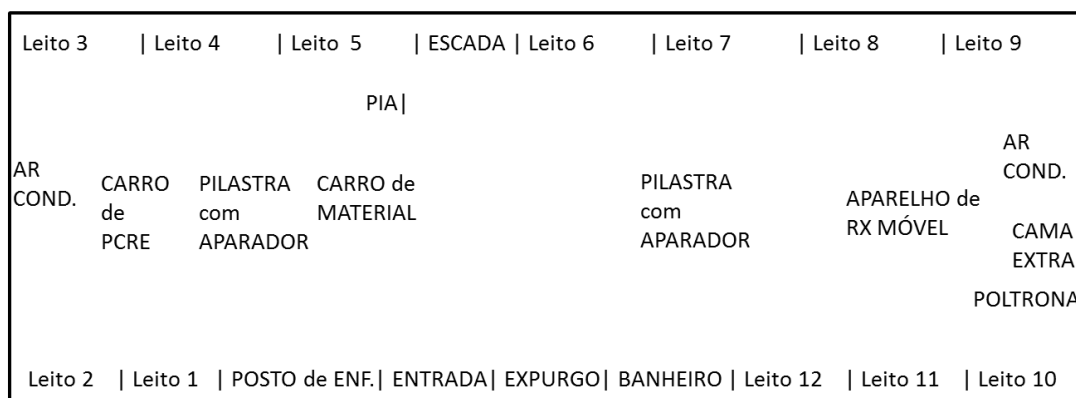 Leito 3 | Leito 4 | Leito 5 | ESCADA | Leito 6 | Leito 7 | Leito 8 | Leito 9
PIA|
AR
COND.
CARRO
de
PCRE
PILASTRA
com
APARADOR
CARRO de
MATERIAL
PILASTRA
com
APARADOR
APARELHO de
RX MÓVEL
AR
COND.
CAMA
EXTRA
POLTRONA
Leito 2 | Leito 1 | POSTO de ENF.| ENTRADA| EXPURGO| BANHEIRO | Leito 12 | Leito 11 | Leito 10